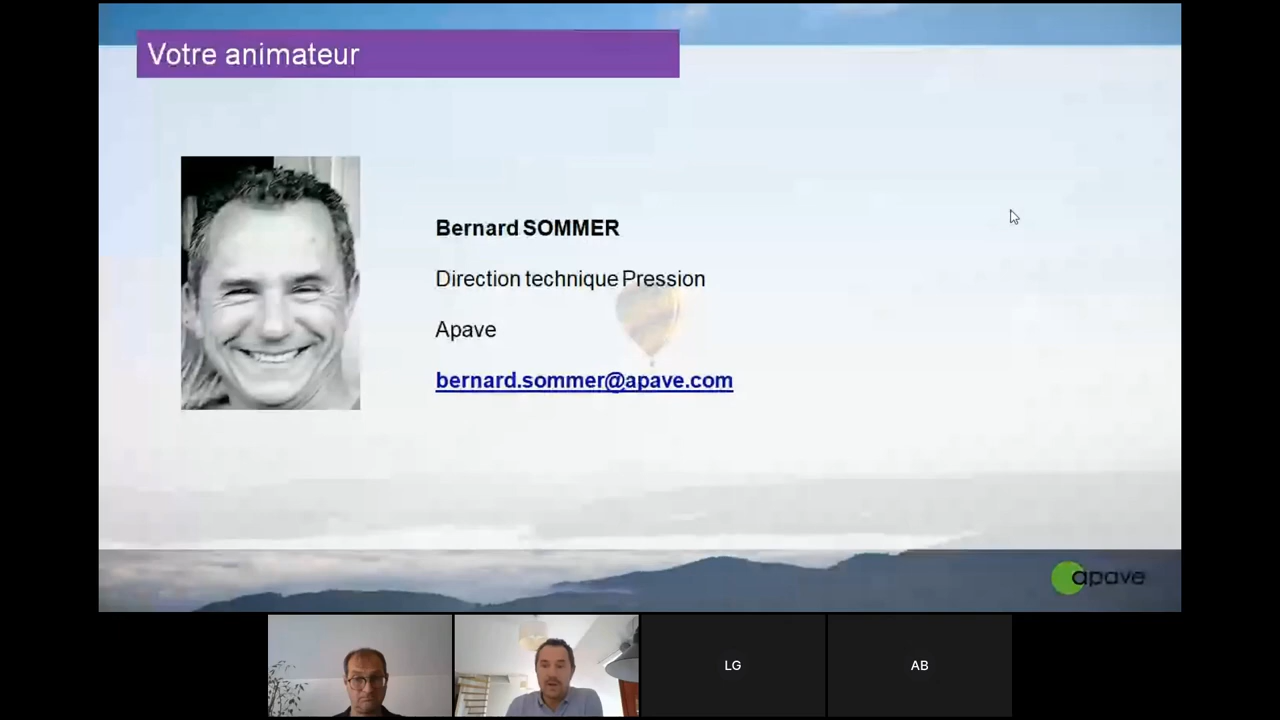 Votre animateur
Bernard SOMMER
Direction technique Pression
Apave
bernard.sommer@apave.com
apave
LG
AB